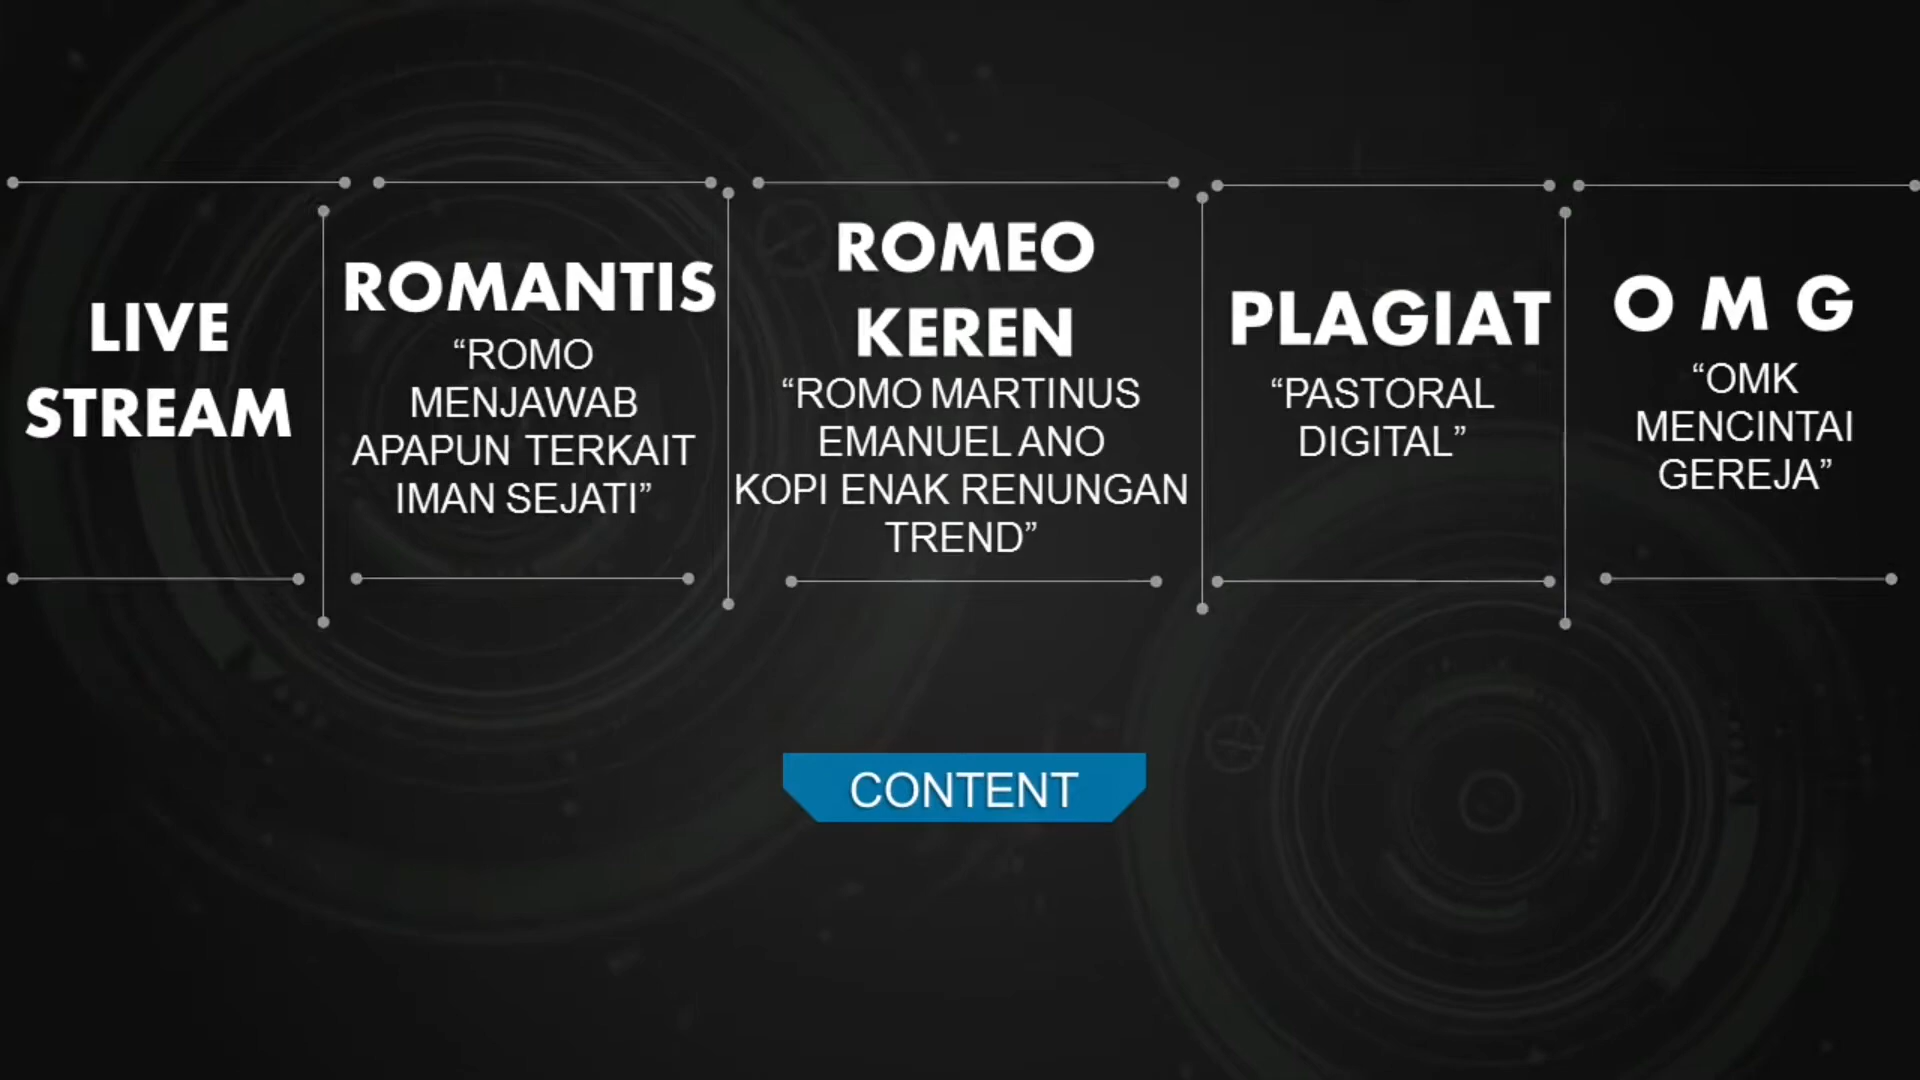 LIVE
STREAM
ROMANTIS
“ROMO
MENJAWAB
APAPUN TERKAIT
IMAN SEJATI”
ROMEO
KEREN
“ROMO MARTINUS
EMANUEL ANO
KOPI ENAK RENUNGAN
TREND”
PLAGIAT
“PASTORAL
DIGITAL”
O M G
“OMK
MENCINTAI
GEREJA”
CONTENT